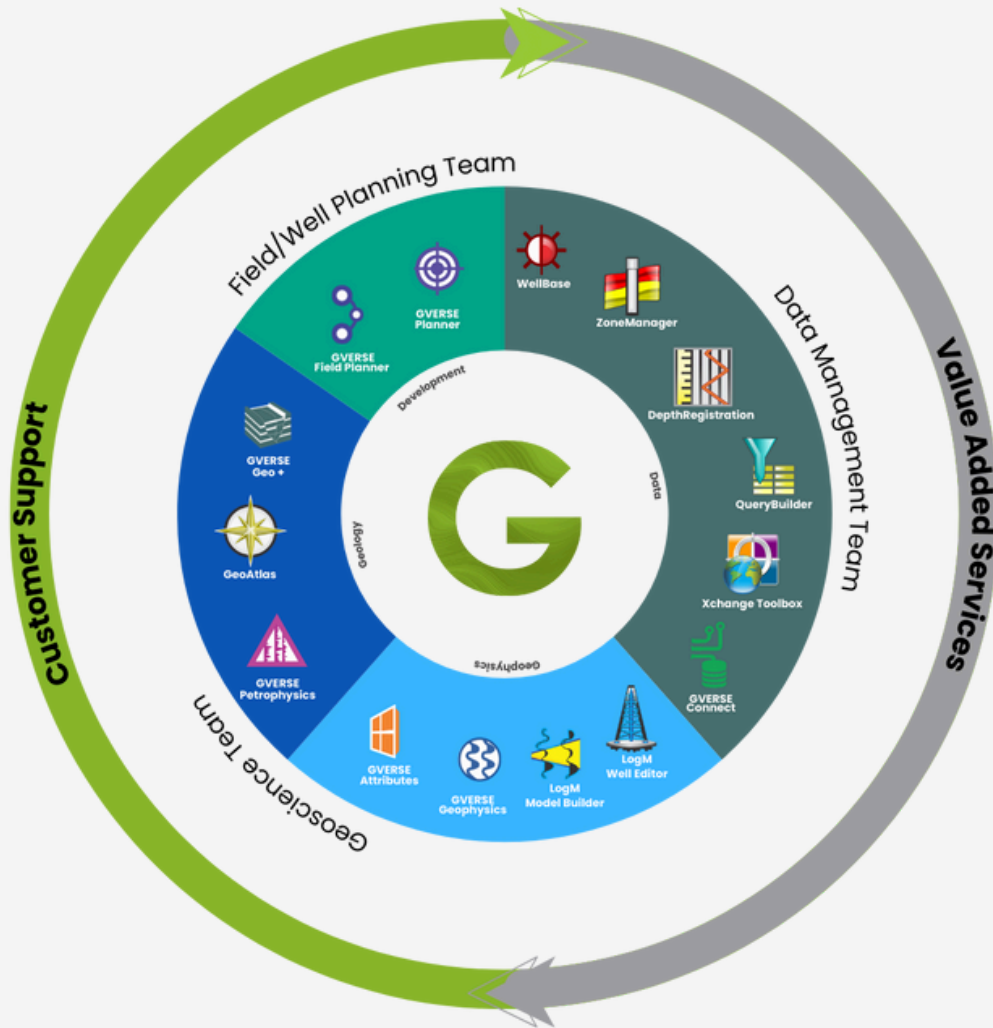 Field/Well Planning Team
Data Management Team
Geoscience Team
Customer Support
Value Added Services
GVERSE
Planner
GVERSE
Field Planner
WellBase
ZoneManager
DepthRegistration
QueryBuilder
Xchange Toolbox
GVERSE
Connect
LogM
Well Editor
LogM
Model Builder
GVERSE
Geophysics
GVERSE
Attributes
GVERSE
Petrophysics
GeoAtlas
GVERSE
Geo +
Development
Data
Geophysics
Geology
G